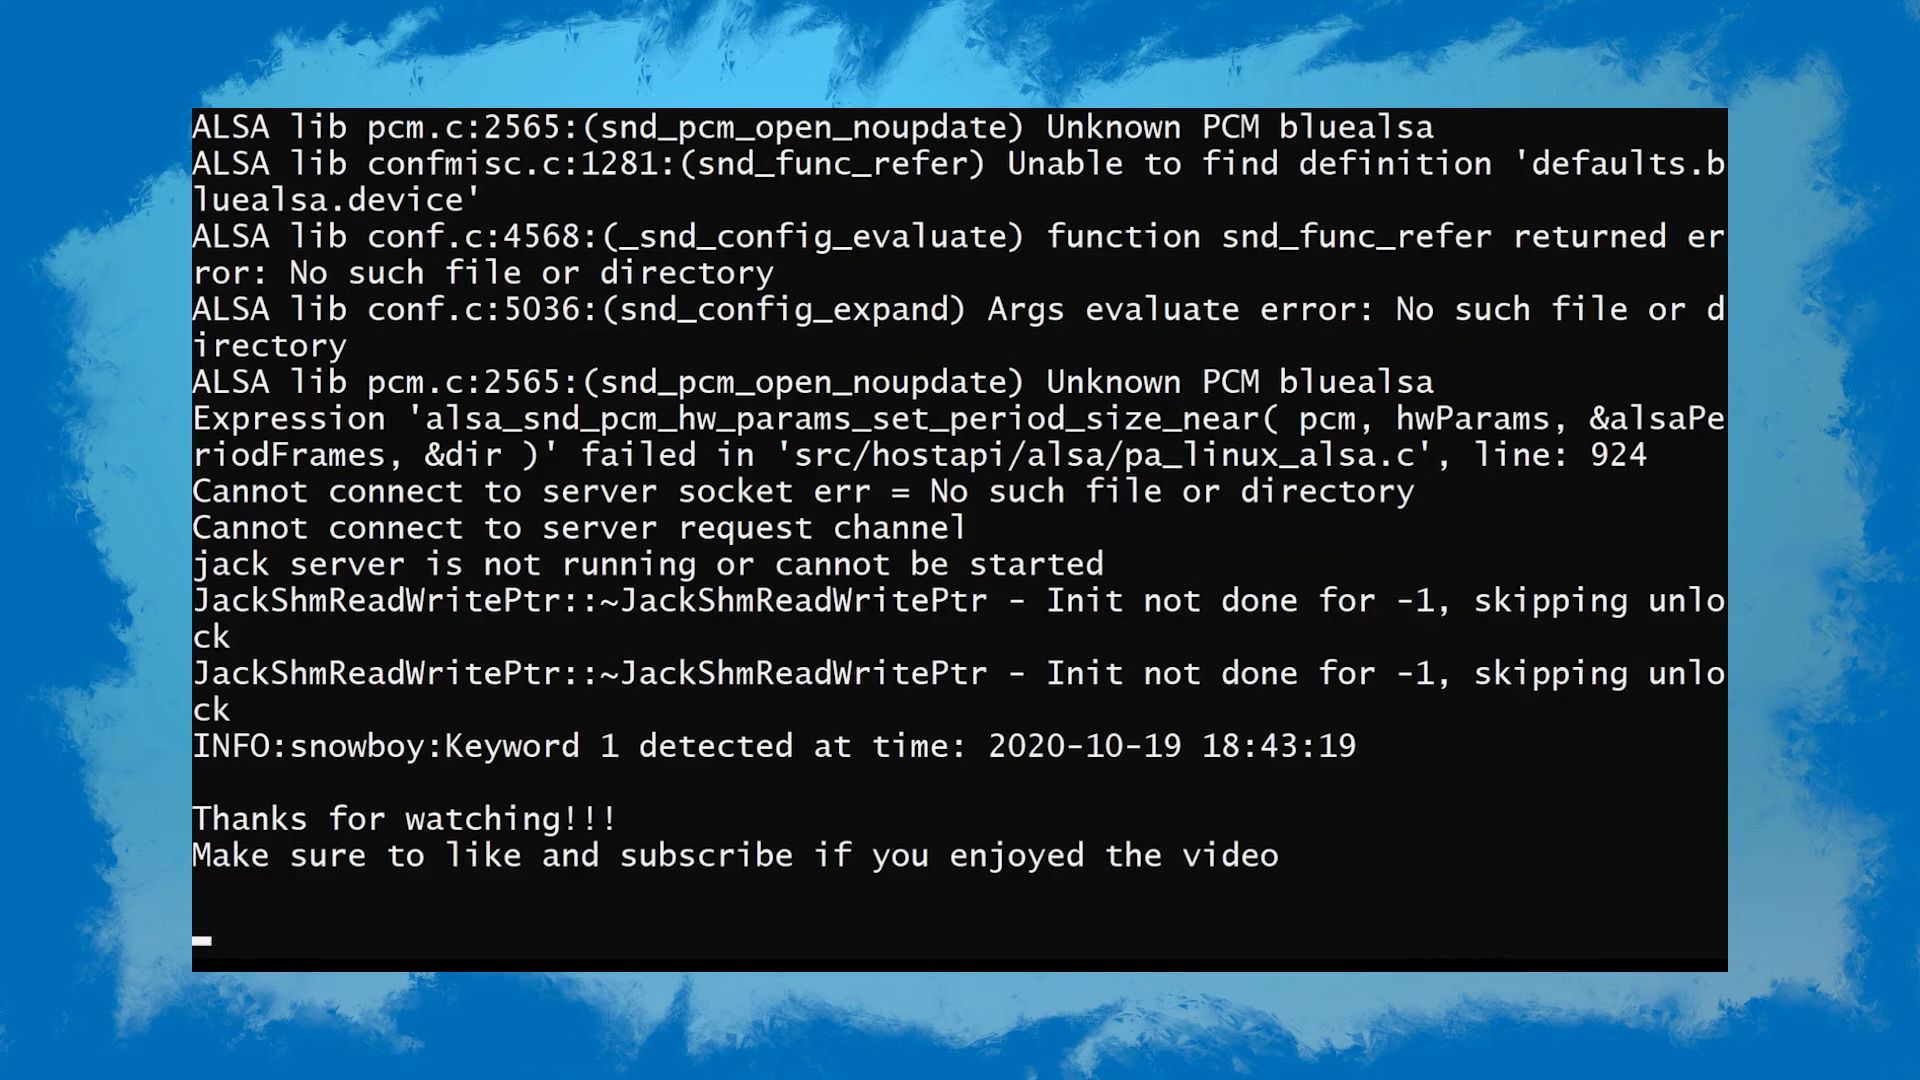 ALSA lib pcm.c:2565:(snd_pcm_open_noupdate) Unknown PCM bluealsa
ALSA lib confmisc.c:1281:(snd_func_refer) Unable to find definition 'defaults.b
luealsa.device'
ALSA lib conf.c:4568:(_snd_config_evaluate) function snd_func_refer returned er
ror: No such file or directory
ALSA lib conf.c:5036:(snd_config_expand) Args evaluate error: No such file or d
irectory
ALSA lib pcm.c:2565:(snd_pcm_open_noupdate) Unknown PCM bluealsa
Expression 'alsa_snd_pcm_hw_params_set_period_size_near( pcm, hwParams, &alsaPe
riodFrames, &dir )' failed in 'src/hostapi/alsa/pa_linux_alsa.c', line: 924
Cannot connect to server socket err = No such file or directory
Cannot connect to server request channel
jack server is not running or cannot be started
JackShmReadWritePtr::~JackShmReadWritePtr - Init not done for -1, skipping unlo
ck
JackShmReadWritePtr::~JackShmReadWritePtr - Init not done for -1, skipping unlo
ck
INFO:snowboy:Keyword 1 detected at time: 2020-10-19 18:43:19
Thanks for watching!!!
Make sure to like and subscribe if you enjoyed the video